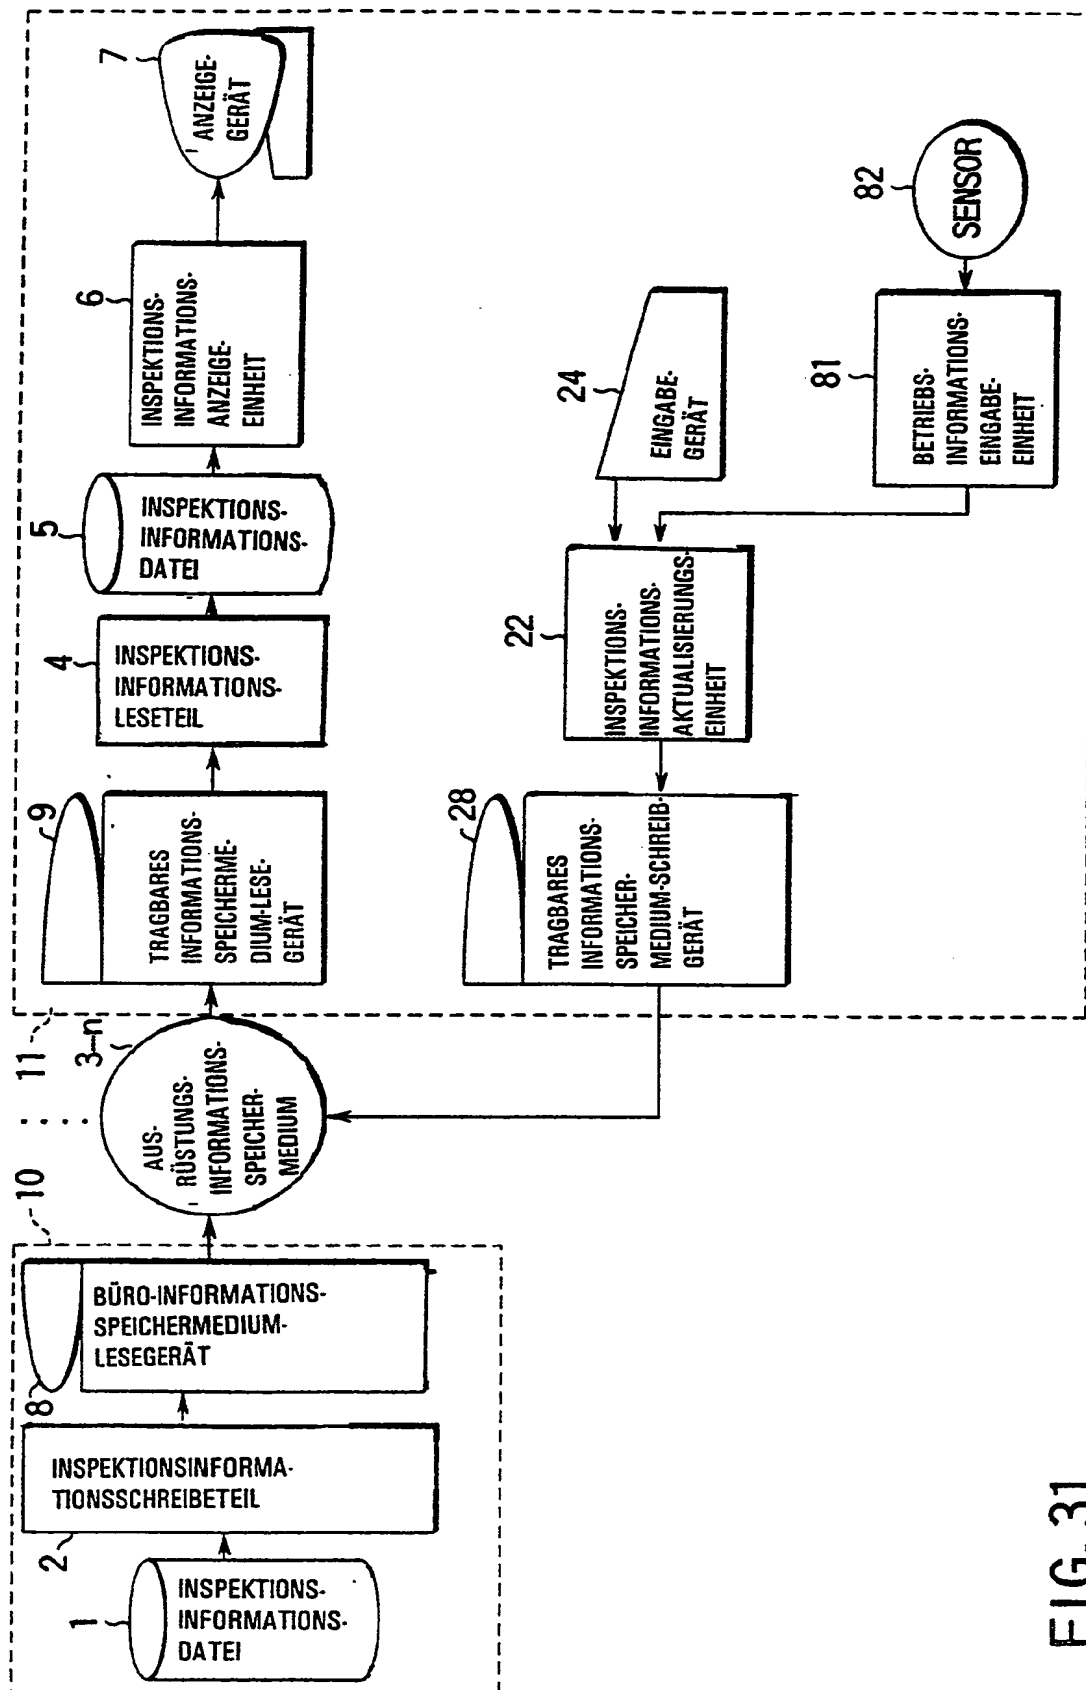 10
1
INSPEKTIONS-
INFORMATIONS-
DATEI
2
INSPEKTIONSINFORMA-
TIONSSCHREIBETEIL
8
BÜRO-INFORMATIONS-
SPEICHERMEDIUM-
LESEGERÄT
3-n
AUS-
RÜSTUNGS-
INFORMATIONS-
SPEICHER-
MEDIUM
11
9
TRAGBARES
INFORMATIONS-
SPEICHERME-
DIUM-LESE-
GERÄT
4
INSPEKTIONS-
INFORMATIONS-
LESETEIL
5
INSPEKTIONS-
INFORMATIONS-
DATEI
6
INSPEKTIONS-
INFORMATIONS-
ANZEIGE-
EINHEIT
7
ANZEIGE-
GERÄT
28
TRAGBARES
INFORMATIONS-
SPEICHER-
MEDIUM-SCHREIB-
GERÄT
22
INSPEKTIONS-
INFORMATIONS-
AKTUALISIERUNGS-
EINHEIT
24
EINGABE-
GERÄT
81
BETRIEBS-
INFORMATIONS-
EINGABE-
EINHEIT
82
SENSOR
FIG.31